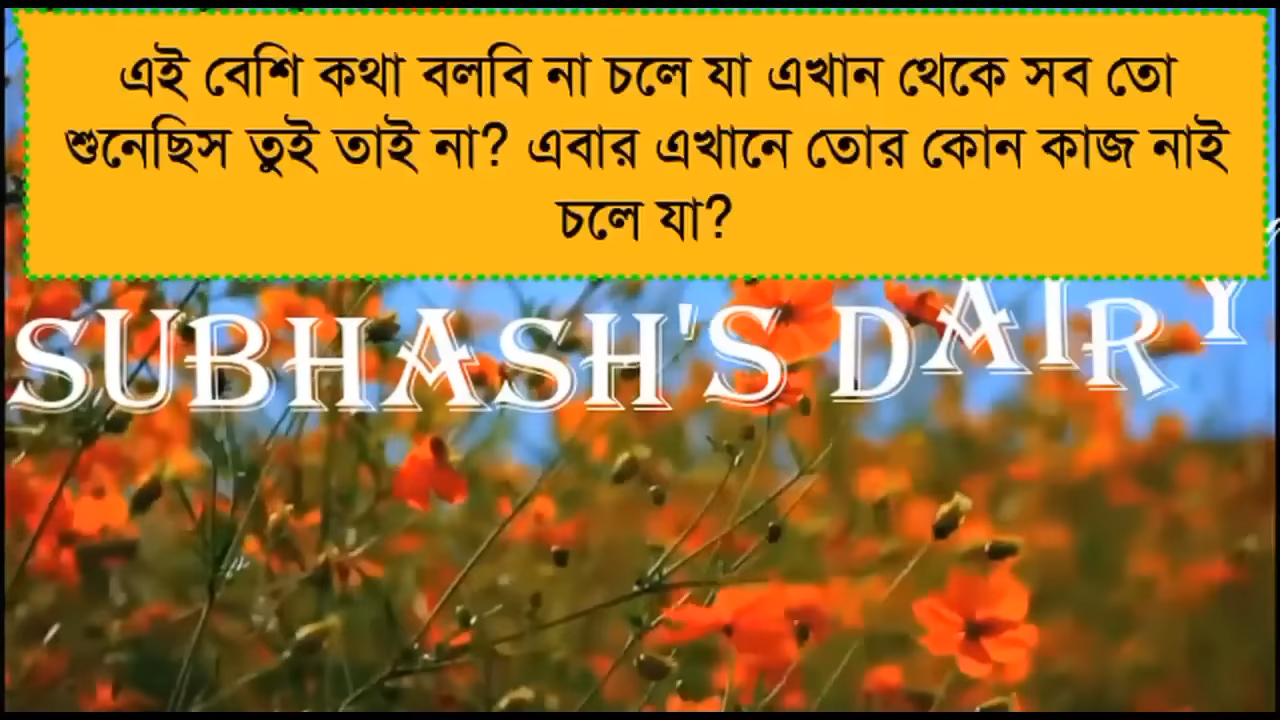 এই বেশি কথা বলবি না চলে যা এখান থেকে সব তো
শুনেছিস তুই তাই না? এবার এখানে তোর কোন কাজ নাই
চলে যা?
SUBHASH'S DAIRY